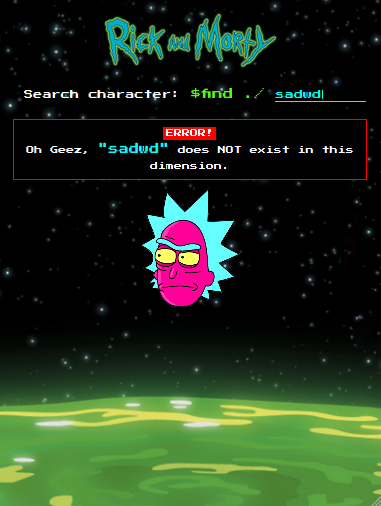 Rick and Morty
Search character: $find ./ sadwd
ERROR!
Oh Geez, "sadwd" does NOT exist in this
dimension.